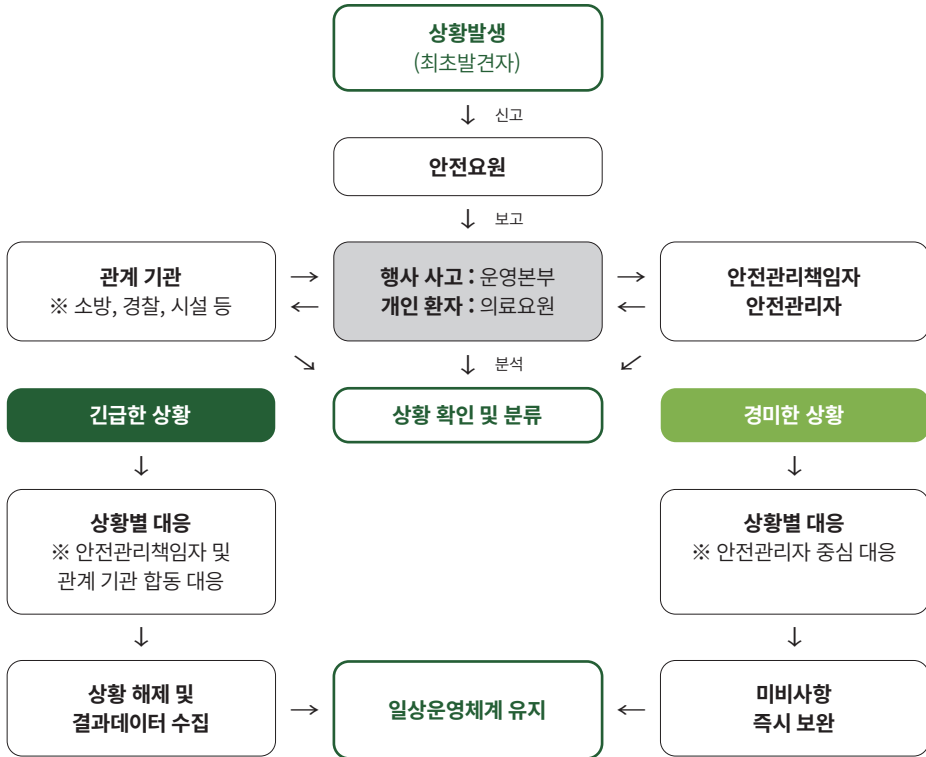 상황발생
(최초발견자)
↓ 신고
안전요원
↓ 보고
관계 기관
※ 소방, 경찰, 시설 등
→
←
행사 사고 : 운영본부
개인 환자 : 의료요원
→
←
안전관리책임자
안전관리자
↘
↓ 분석
↙
긴급한 상황
상황 확인 및 분류
경미한 상황
↓
↓
상황별 대응
※ 안전관리책임자 및
관계 기관 합동 대응
상황별 대응
※ 안전관리자 중심 대응
↓
↓
상황 해제 및
결과데이터 수집
→
일상운영체계 유지
←
미비사항
즉시 보완